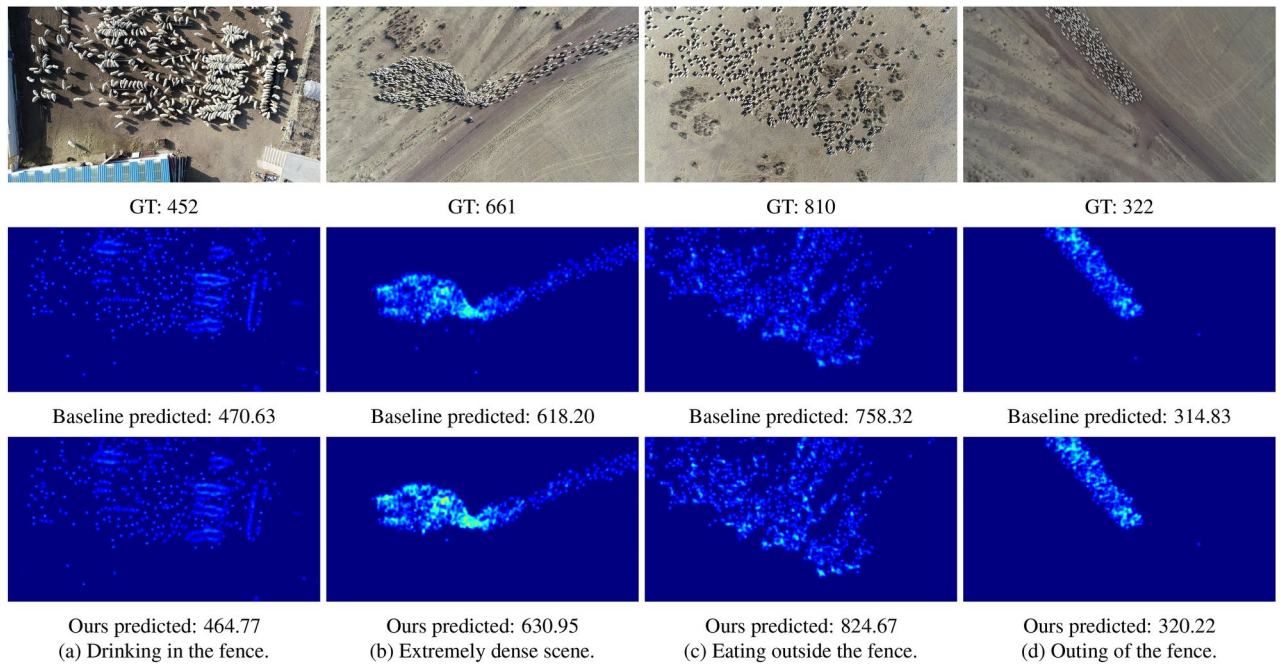 GT: 452
GT: 661
GT: 810
GT: 322
Baseline predicted: 470.63
Baseline predicted: 618.20
Baseline predicted: 758.32
Baseline predicted: 314.83
Ours predicted: 464.77
Ours predicted: 630.95
Ours predicted: 824.67
Ours predicted: 320.22
(a) Drinking in the fence.
(b) Extremely dense scene.
(c) Eating outside the fence.
(d) Outing of the fence.